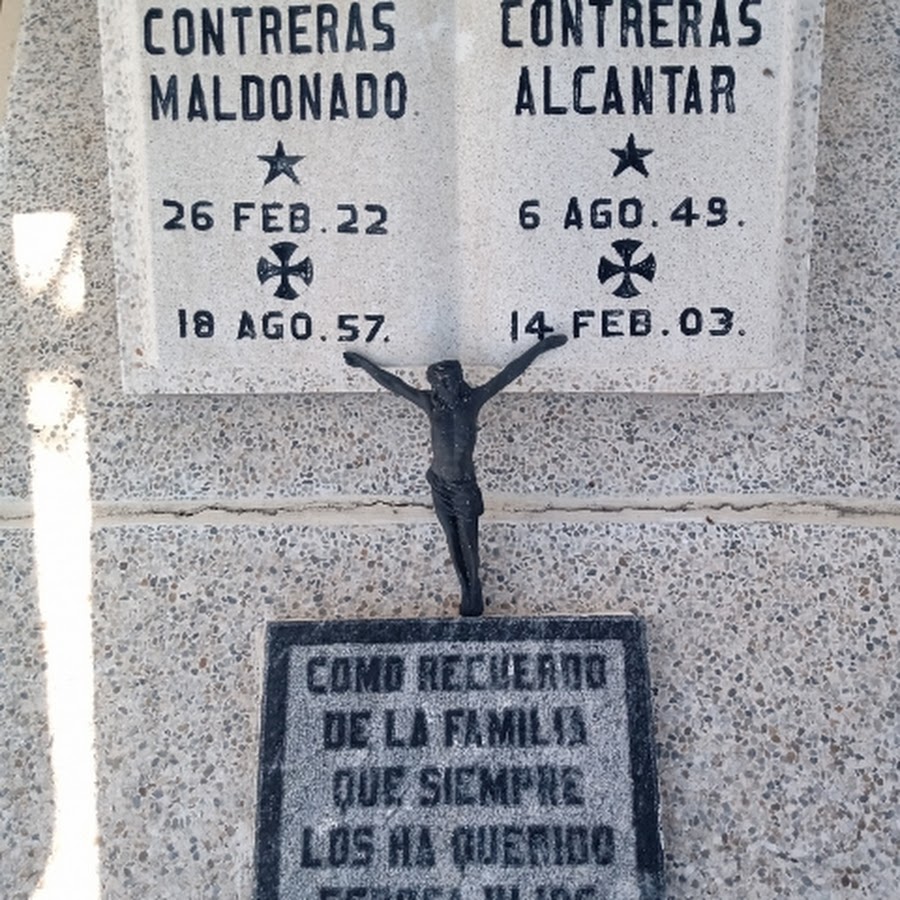 CONTRERAS
MALDONADO.
26 FEB. 22
18 AGO. 57.
CONTRERAS
ALCANTAR
6 AGO. 49.
14 FEB. 03.
COMO RECUERDO
DE LA FAMILIA
QUE SIEMPRE
LOS HA QUERIDO